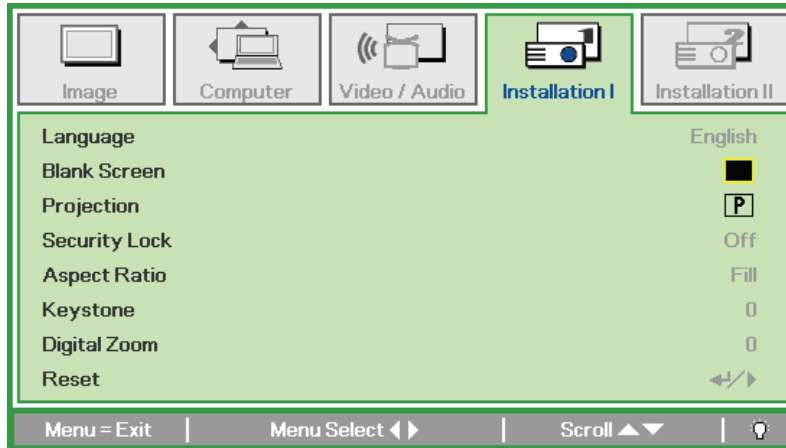 Image Computer Video / Audio Installation I Installation II
Language English
Blank Screen
Projection P
Security Lock Off
Aspect Ratio Fill
Keystone 0
Digital Zoom 0
Reset
Menu = Exit Menu Select Scroll